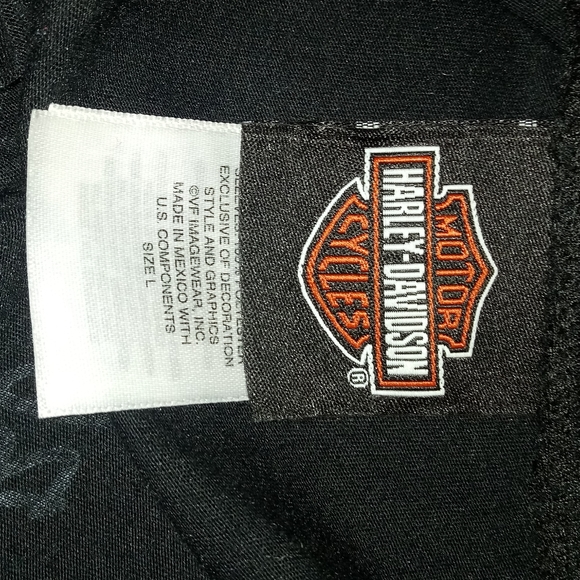 MOTOR
HARLEY-DAVIDSON
CYCLES
®
EXCLUSIVE OF DECORATION
STYLE AND GRAPHICS
©VF IMAGEWEAR, INC.
MADE IN MEXICO WITH
U.S. COMPONENTS
SIZE L